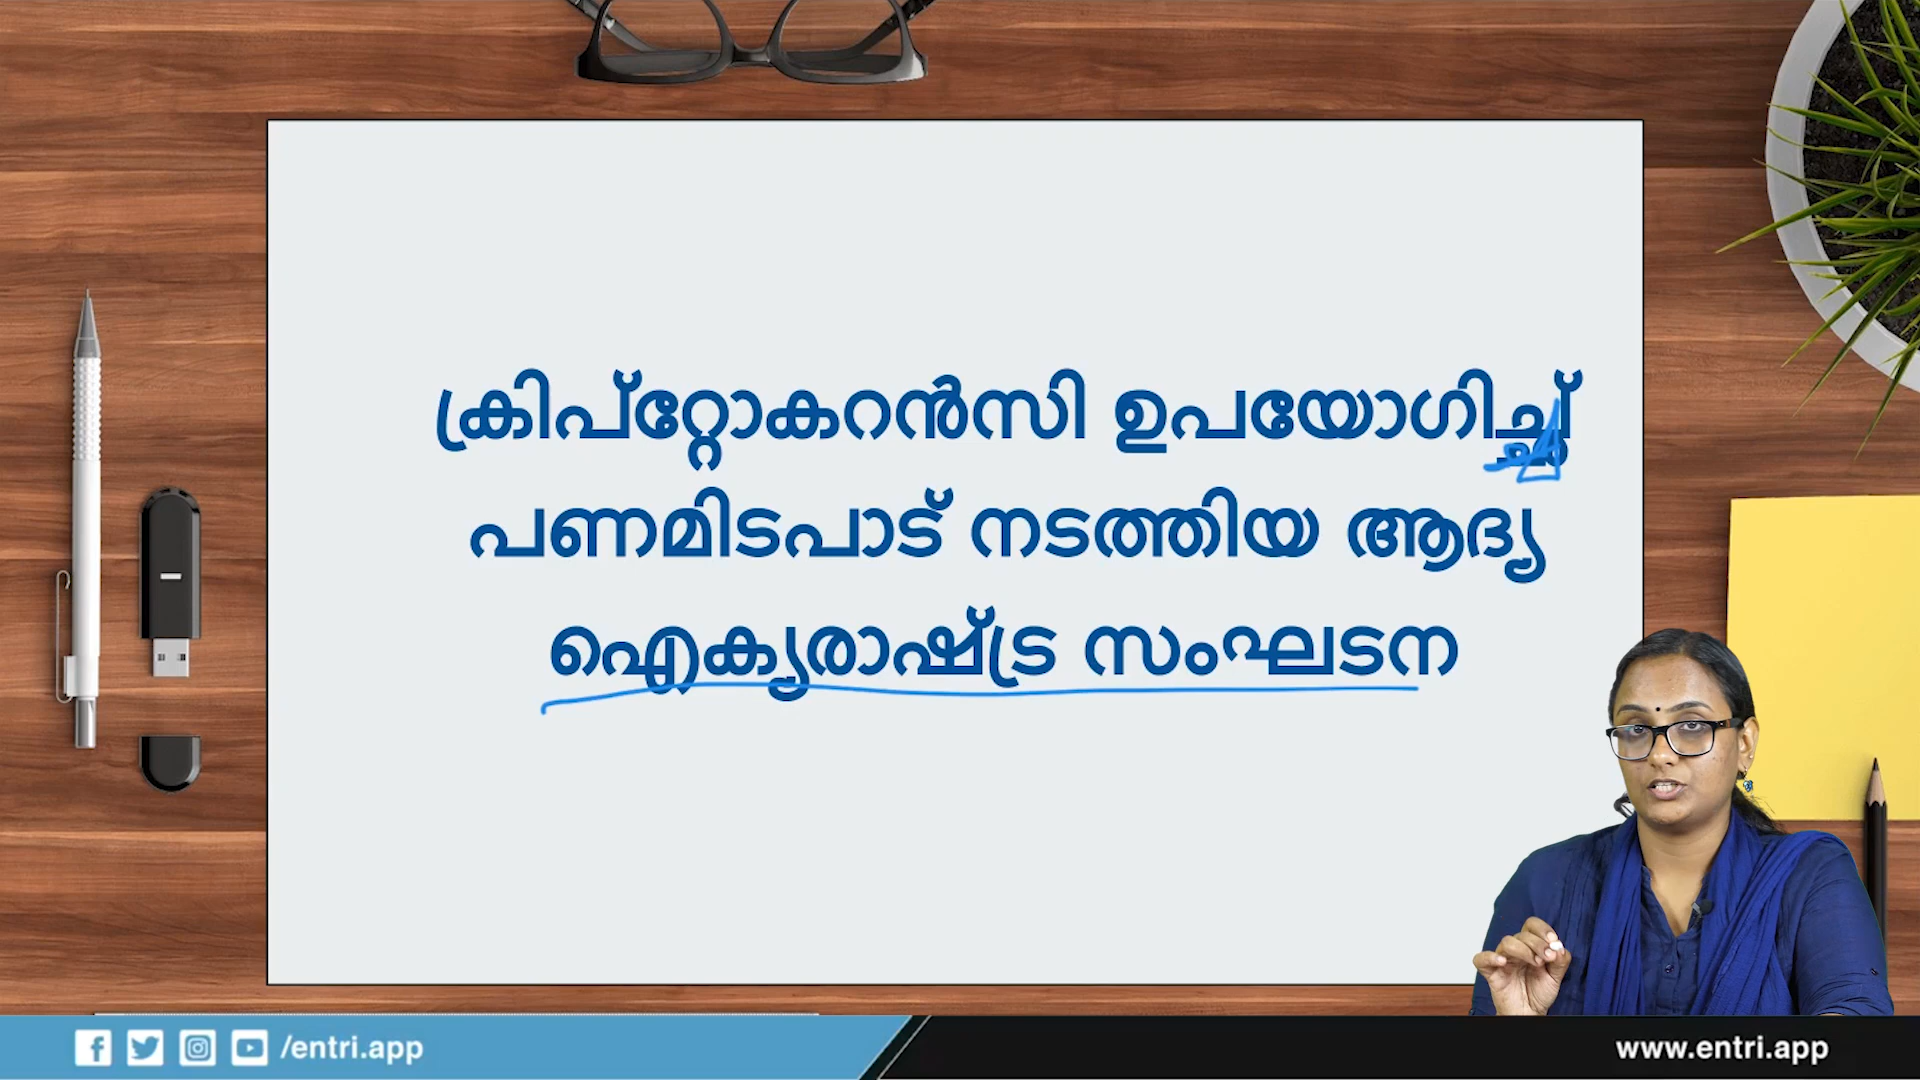 ക്രിപ്റ്റോകറൻസി ഉപയോഗിച്ച്
പണമിടപാട് നടത്തിയ ആദ്യ
ഐക്യരാഷ്ട്ര സംഘടന
/entri.app
www.entri.app